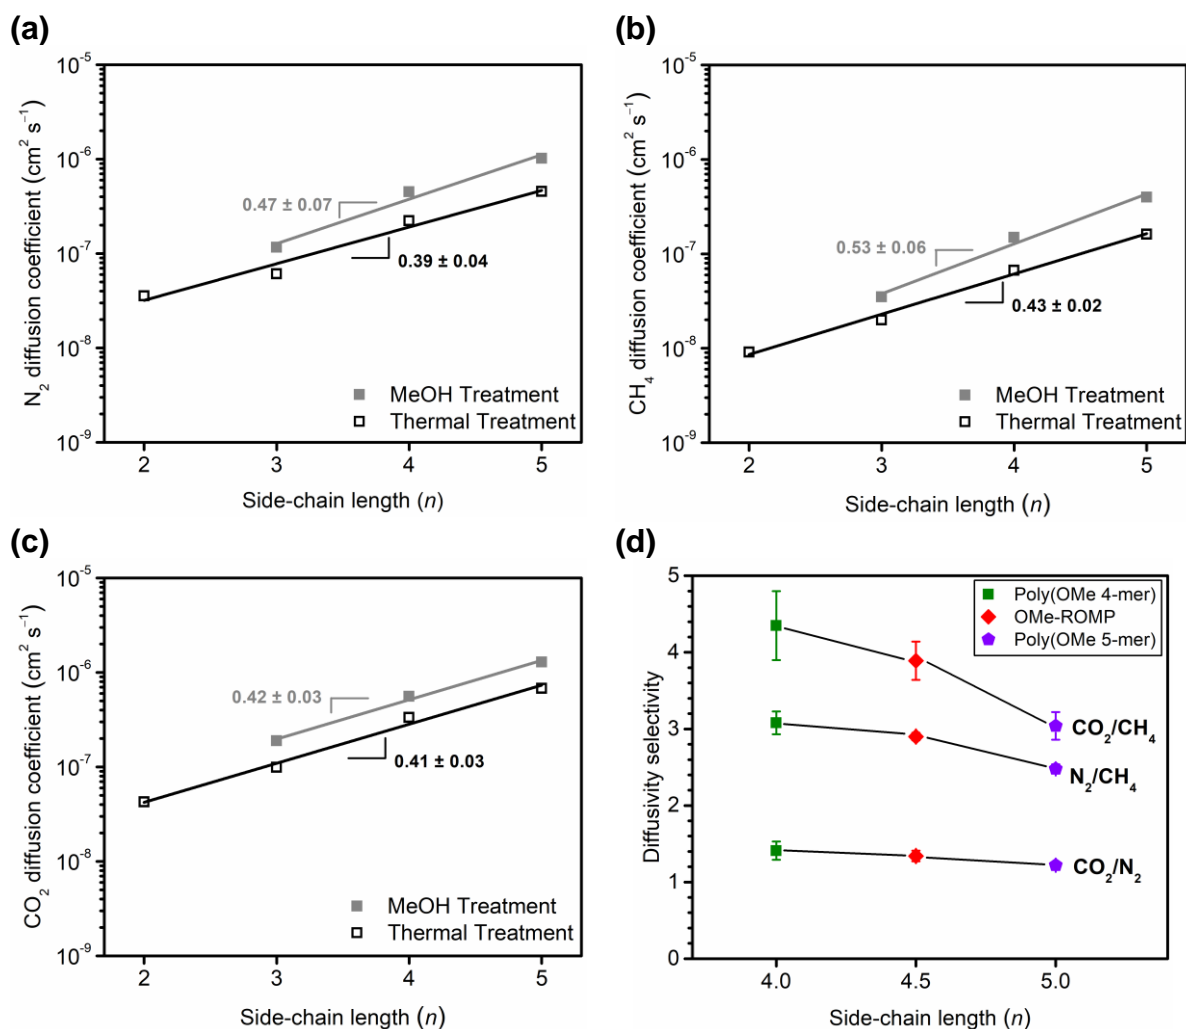 (a)
10⁻⁵
10⁻⁶
10⁻⁷
10⁻⁸
10⁻⁹
N₂ diffusion coefficient (cm² s⁻¹)
0.47 ± 0.07
0.39 ± 0.04
MeOH Treatment
Thermal Treatment
2 3 4 5
Side-chain length (n)
(b)
10⁻⁵
10⁻⁶
10⁻⁷
10⁻⁸
10⁻⁹
CH₄ diffusion coefficient (cm² s⁻¹)
0.53 ± 0.06
0.43 ± 0.02
MeOH Treatment
Thermal Treatment
2 3 4 5
Side-chain length (n)
(c)
10⁻⁵
10⁻⁶
10⁻⁷
10⁻⁸
10⁻⁹
CO₂ diffusion coefficient (cm² s⁻¹)
0.42 ± 0.03
0.41 ± 0.03
MeOH Treatment
Thermal Treatment
2 3 4 5
Side-chain length (n)
(d)
5
4
3
2
1
0
Diffusivity selectivity
Poly(OMe 4-mer)
OMe-ROMP
Poly(OMe 5-mer)
CO₂/CH₄
N₂/CH₄
CO₂/N₂
4.0 4.5 5.0
Side-chain length (n)